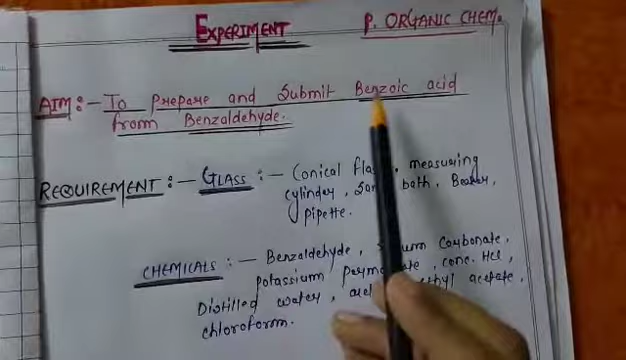 EXPERIMENT P. ORGANIC CHEM.
AIM:- To Prepare and Submit Benzoic acid
from Benzaldehyde.
REQUIREMENT:- GLASS:- Conical measuring
cylinder, bath, Beaker,
pipette.
CHEMICALS:- Benzaldehyde, Carbonate,
potassium conc. HCl,
Distilled water, acetate,
chloroform.